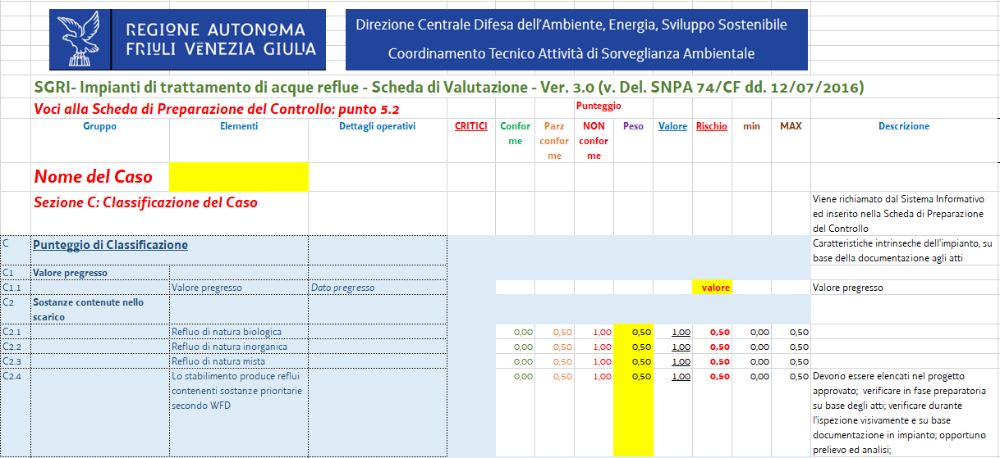 REGIONE AUTONOMA
FRIULI VENEZIA GIULIA
Direzione Centrale Difesa dell'Ambiente, Energia, Sviluppo Sostenibile
Coordinamento Tecnico Attività di Sorveglianza Ambientale
SGRI- Impianti di trattamento di acque reflue - Scheda di Valutazione - Ver. 3.0 (v. Del. SNPA 74/CF dd. 12/07/2016)
Voci alla Scheda di Preparazione del Controllo: punto 5.2
Punteggio
Gruppo Elementi Dettagli operativi CRITICI Confor Parz NON Peso Valore Rischio min MAX Descrizione
me confor confor
me me
Nome del Caso
Sezione C: Classificazione del Caso
Viene richiamato dal Sistema Informativo
ed inserito nella Scheda di Preparazione
del Controllo
C Punteggio di Classificazione Caratteristiche intrinseche dell'impianto, su
base della documentazione agli atti
C1 Valore pregresso
C1.1 Valore pregresso Dato pregresso valore Valore pregresso
C2 Sostanze contenute nello
scarico
C2.1 Refluo di natura biologica 0,00 0,50 1,00 0,50 1,00 0,50 0,00 0,50
C2.2 Refluo di natura inorganica 0,00 0,50 1,00 0,50 1,00 0,50 0,00 0,50
C2.3 Refluo di natura mista 0,00 0,50 1,00 0,50 1,00 0,50 0,00 0,50
C2.4 Lo stabilimento produce reflui 0,00 0,50 1,00 0,50 1,00 0,50 0,00 0,50 Devono essere elencati nel progetto
contenenti sostanze prioritarie approvato; verificare in fase preparatoria
secondo WFD su base degli atti; verificare durante
l'ispezione visivamente e su base
documentazione in impianto; opportuno
prelievo ed analisi;